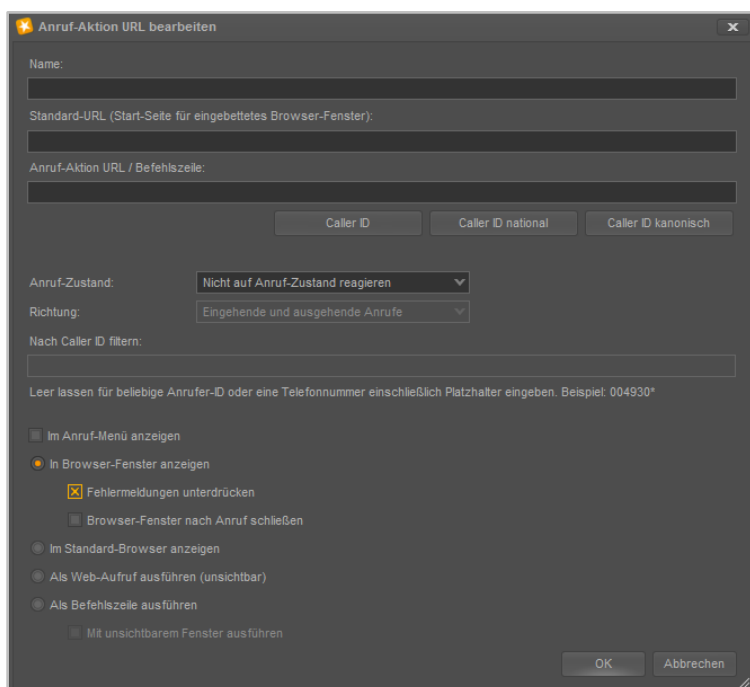 Anruf-Aktion URL bearbeiten
Name:
Standard-URL (Start-Seite für eingebettetes Browser-Fenster):
Anruf-Aktion URL / Befehlszeile:
Caller ID Caller ID national Caller ID kanonisch
Anruf-Zustand: Nicht auf Anruf-Zustand reagieren
Richtung: Eingehende und ausgehende Anrufe
Nach Caller ID filtern:
Leer lassen für beliebige Anrufer-ID oder eine Telefonnummer einschließlich Platzhalter eingeben. Beispiel: 004930*
Im Anruf-Menü anzeigen
In Browser-Fenster anzeigen
Fehlermeldungen unterdrücken
Browser-Fenster nach Anruf schließen
Im Standard-Browser anzeigen
Als Web-Aufruf ausführen (unsichtbar)
Als Befehlszeile ausführen
Mit unsichtbarem Fenster ausführen
OK Abbrechen